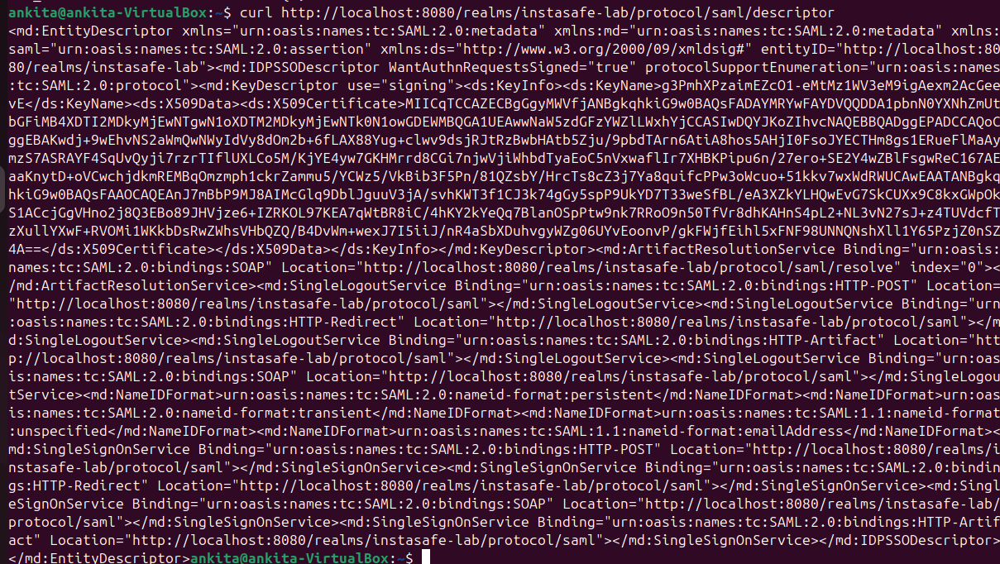 ankita@ankita-VirtualBox:~$ curl http://localhost:8080/realms/instasafe-lab/protocol/saml/descriptor
<md:EntityDescriptor xmlns="urn:oasis:names:tc:SAML:2.0:metadata" xmlns:md="urn:oasis:names:tc:SAML:2.0:metadata" xmlns:
saml="urn:oasis:names:tc:SAML:2.0:assertion" xmlns:ds="http://www.w3.org/2000/09/xmldsig#" entityID="http://localhost:80
80/realms/instasafe-lab"><md:IDPSSODescriptor WantAuthnRequestsSigned="true" protocolSupportEnumeration="urn:oasis:names
:tc:SAML:2.0:protocol"><md:KeyDescriptor use="signing"><ds:KeyInfo><ds:KeyName>g3PmhXPzaimEZcO1-eMtMz1WV3eM9igAexm2AcGee
vE</ds:KeyName><ds:X509Data><ds:X509Certificate>MIICqTCCAZECBgGgyMWVfjANBgkqhkiG9w0BAQsFADAYMRYwFAYDVQQDDA1pbnN0YXNhZmUt
bGFiMB4XDTI2MDkyMjEwNTgwN1oXDTM2MDkyMjEwNTk0N1owGDEWMBQGA1UEAwwNaW5zdGFzYWZlLWxhYjCCASIwDQYJKoZIhvcNAQEBBQADggEPADCCAQoC
ggEBAKwdj+9wEhvNS2aWmQwNWyIdVy8dOm2b+6fLAX88Yug+clwv9dsjRJtRzBwbHAtb5Zju/9pbdTArn6AtiA8hos5AHjI0FsoJYECTHm8gs1ERueFlMaAy
mzS7ASRAYF4SqUvQyji7rzrTIflUXLCo5M/KjYE4yw7GKHMrrd8CGi7njwVjiWhbdTyaEoC5nVxwaflIr7XHBKPipu6n/27ero+SE2Y4wZBlFsgwReC167AE
aaKnytD+oVCwchjdkmREMBqOmzmph1ckrZammu5/YCWz5/VkBib3F5Pn/81QZsbY/HrcTs8cZ3j7Ya8quifcPPw3oWcuo+51kkv7wxWdRWUCAwEAATANBgkq
hkiG9w0BAQsFAAOCAQEAnJ7mBbP9MJ8AIMcGlq9DblJguuV3jA/svhKWT3f1CJ3k74gGy5spP9UkYD7T33weSfBL/eA3XZkYLHQwEvG7SkCUXx9C8kxGWpOk
S1ACcjGgVHno2j8Q3EBo89JHVjze6+IZRKOL97KEA7qWtBR8iC/4hKY2kYeQq7BlanOSpPtw9nk7RRoO9n50TfVr8dhKAHnS4pL2+NL3vN27sJ+z4TUVdcfT
zXullYXwF+RVOMi1WKkbDsRwZWhsVHbQZQ/B4DvWm+wexJ7I5iiJ/nR4aSbXDuhvgyWZg06UYvEoonvP/gkFWjfEihl5xFNF98UNNQNshXll1Y65PzjZ0nSZ
4A==</ds:X509Certificate></ds:X509Data></ds:KeyInfo></md:KeyDescriptor><md:ArtifactResolutionService Binding="urn:oasis:
names:tc:SAML:2.0:bindings:SOAP" Location="http://localhost:8080/realms/instasafe-lab/protocol/saml/resolve" index="0"><
/md:ArtifactResolutionService><md:SingleLogoutService Binding="urn:oasis:names:tc:SAML:2.0:bindings:HTTP-POST" Location=
"http://localhost:8080/realms/instasafe-lab/protocol/saml"></md:SingleLogoutService><md:SingleLogoutService Binding="urn
:oasis:names:tc:SAML:2.0:bindings:HTTP-Redirect" Location="http://localhost:8080/realms/instasafe-lab/protocol/saml"></m
d:SingleLogoutService><md:SingleLogoutService Binding="urn:oasis:names:tc:SAML:2.0:bindings:HTTP-Artifact" Location="htt
p://localhost:8080/realms/instasafe-lab/protocol/saml"></md:SingleLogoutService><md:SingleLogoutService Binding="urn:oas
is:names:tc:SAML:2.0:bindings:SOAP" Location="http://localhost:8080/realms/instasafe-lab/protocol/saml"></md:SingleLogou
tService><md:NameIDFormat>urn:oasis:names:tc:SAML:2.0:nameid-format:persistent</md:NameIDFormat><md:NameIDFormat>urn:oas
is:names:tc:SAML:2.0:nameid-format:transient</md:NameIDFormat><md:NameIDFormat>urn:oasis:names:tc:SAML:1.1:nameid-format
:unspecified</md:NameIDFormat><md:NameIDFormat>urn:oasis:names:tc:SAML:1.1:nameid-format:emailAddress</md:NameIDFormat><
md:SingleSignOnService Binding="urn:oasis:names:tc:SAML:2.0:bindings:HTTP-POST" Location="http://localhost:8080/realms/i
nstasafe-lab/protocol/saml"></md:SingleSignOnService><md:SingleSignOnService Binding="urn:oasis:names:tc:SAML:2.0:bindin
gs:HTTP-Redirect" Location="http://localhost:8080/realms/instasafe-lab/protocol/saml"></md:SingleSignOnService><md:Singl
eSignOnService Binding="urn:oasis:names:tc:SAML:2.0:bindings:SOAP" Location="http://localhost:8080/realms/instasafe-lab/
protocol/saml"></md:SingleSignOnService><md:SingleSignOnService Binding="urn:oasis:names:tc:SAML:2.0:bindings:HTTP-Artif
act" Location="http://localhost:8080/realms/instasafe-lab/protocol/saml"></md:SingleSignOnService></md:IDPSSODescriptor>
</md:EntityDescriptor>ankita@ankita-VirtualBox:~$